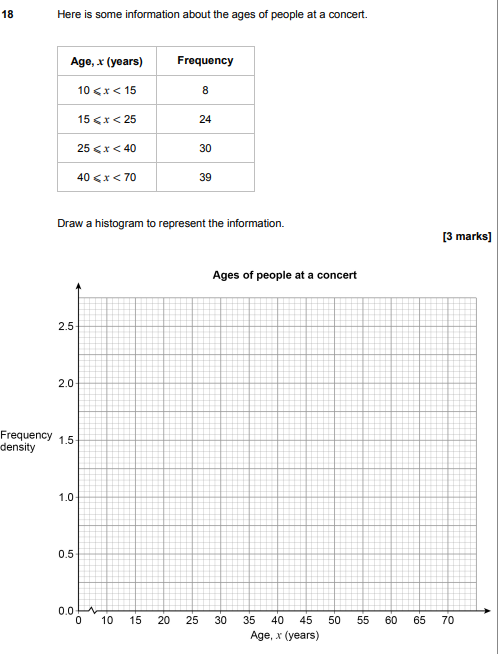 18 Here is some information about the ages of people at a concert.
Age, x (years) Frequency
10 ⩽ x < 15 8
15 ⩽ x < 25 24
25 ⩽ x < 40 30
40 ⩽ x < 70 39
Draw a histogram to represent the information.
[3 marks]
Ages of people at a concert
2.5
2.0
Frequency
density
1.5
1.0
0.5
0.0
0 10 15 20 25 30 35 40 45 50 55 60 65 70
Age, x (years)